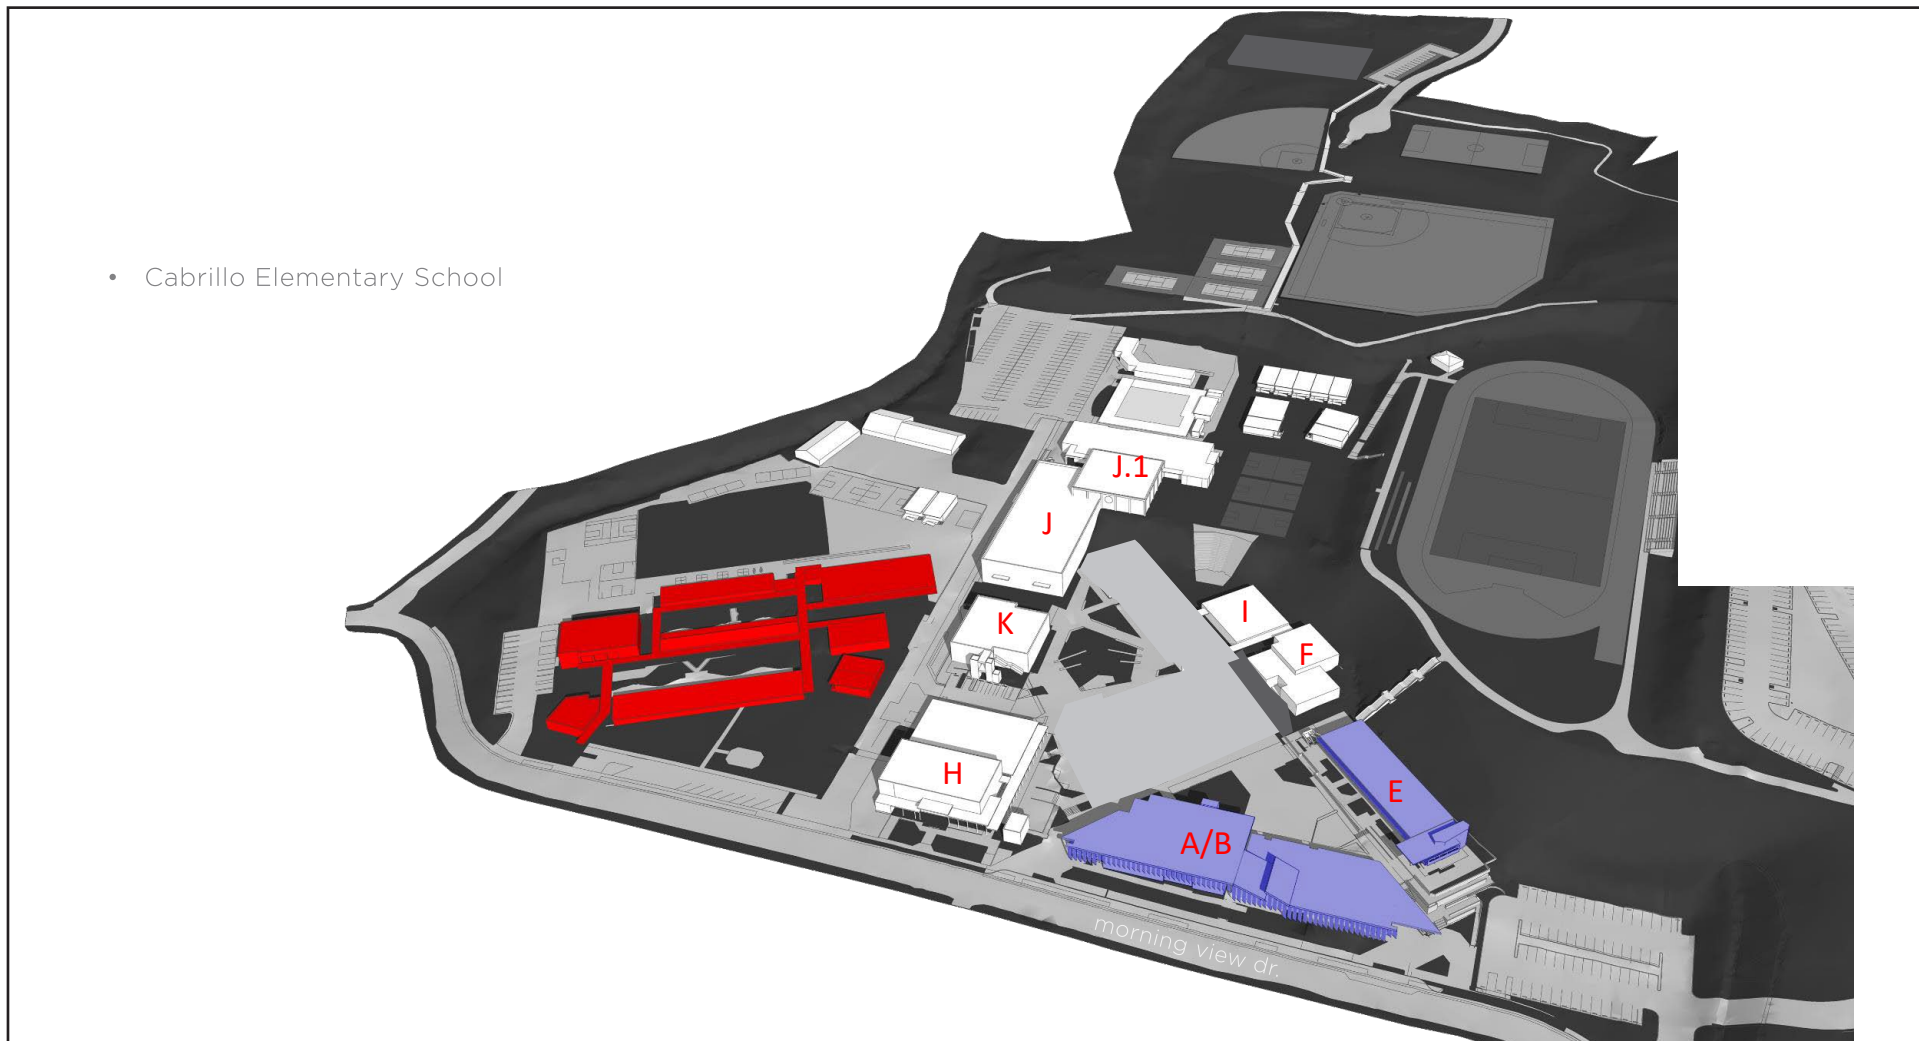 • Cabrillo Elementary School
J.1
J
K
I
F
H
E
A/B
morning view dr.